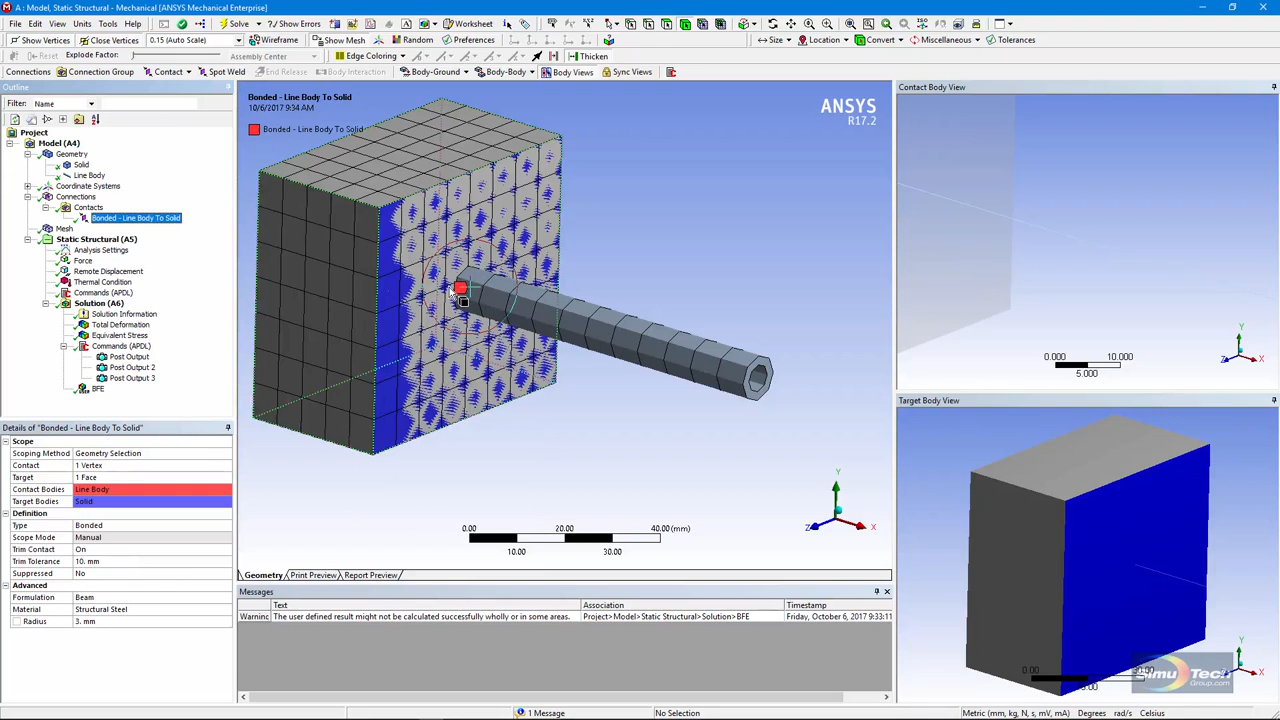 A : Model, Static Structural - Mechanical [ANSYS Mechanical Enterprise]
File Edit View Units Tools Help Solve Show Errors Worksheet
Show Vertices Close Vertices 0.15 (Auto Scale) Wireframe Show Mesh Random Preferences Size Location Convert Miscellaneous Tolerances
Reset Explode Factor: Assembly Center Edge Coloring Thicken
Connections Connection Group Contact Spot Weld End Release Body Interaction Body-Ground Body-Body Body Views Sync Views
Outline
Filter: Name
Project
Model (A4)
Geometry
Solid
Line Body
Coordinate Systems
Connections
Contacts
Bonded - Line Body To Solid
Mesh
Static Structural (A5)
Analysis Settings
Force
Remote Displacement
Thermal Condition
Commands (APDL)
Solution (A6)
Solution Information
Total Deformation
Equivalent Stress
Commands (APDL)
Post Output
Post Output 2
Post Output 3
BFE
Details of "Bonded - Line Body To Solid"
Scope
Scoping Method Geometry Selection
Contact 1 Vertex
Target 1 Face
Contact Bodies Line Body
Target Bodies Solid
Definition
Type Bonded
Scope Mode Manual
Trim Contact On
Trim Tolerance 10. mm
Suppressed No
Advanced
Formulation Beam
Material Structural Steel
Radius 3. mm
Bonded - Line Body To Solid
10/6/2017 9:34 AM
Bonded - Line Body To Solid
ANSYS
R17.2
0.00 20.00 40.00 (mm)
10.00 30.00
Y
Z X
Geometry Print Preview Report Preview
Messages
Text Association Timestamp
Warning The user defined result might not be calculated successfully wholly or in some areas. Project>Model>Static Structural>Solution>BFE Friday, October 6, 2017 9:33:11
Contact Body View
0.000 10.000
5.000
Y
Z X
Target Body View
0.00
Y
Z X
SimuTech
Group.com
1 Message No Selection Metric (mm, kg, N, s, mV, mA) Degrees rad/s Celsius